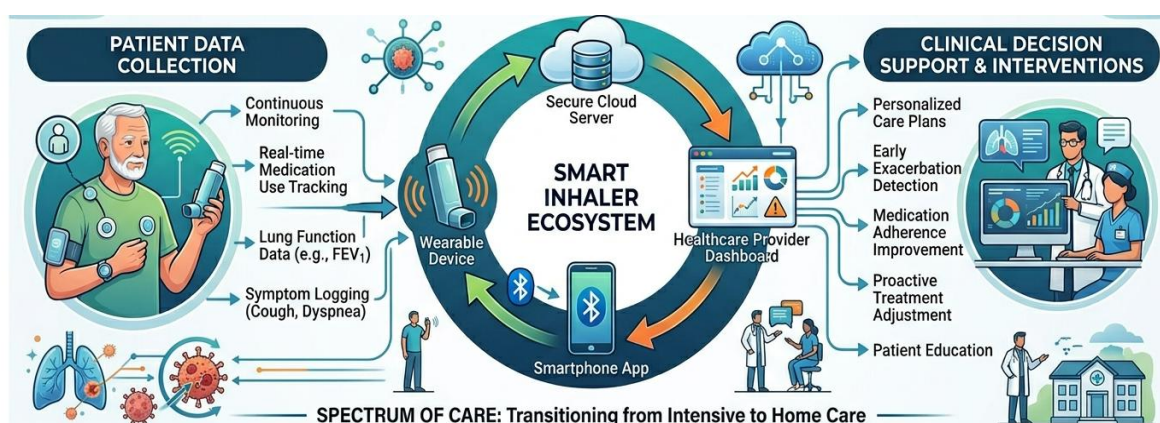 PATIENT DATA
COLLECTION
Continuous
Monitoring
Real-time
Medication
Use Tracking
Lung Function
Data (e.g., FEV₁)
Symptom Logging
(Cough, Dyspnea)
Secure Cloud
Server
SMART
INHALER
ECOSYSTEM
Wearable
Device
Healthcare Provider
Dashboard
Smartphone App
CLINICAL DECISION
SUPPORT & INTERVENTIONS
Personalized
Care Plans
Early
Exacerbation
Detection
Medication
Adherence
Improvement
Proactive
Treatment
Adjustment
Patient Education
SPECTRUM OF CARE: Transitioning from Intensive to Home Care